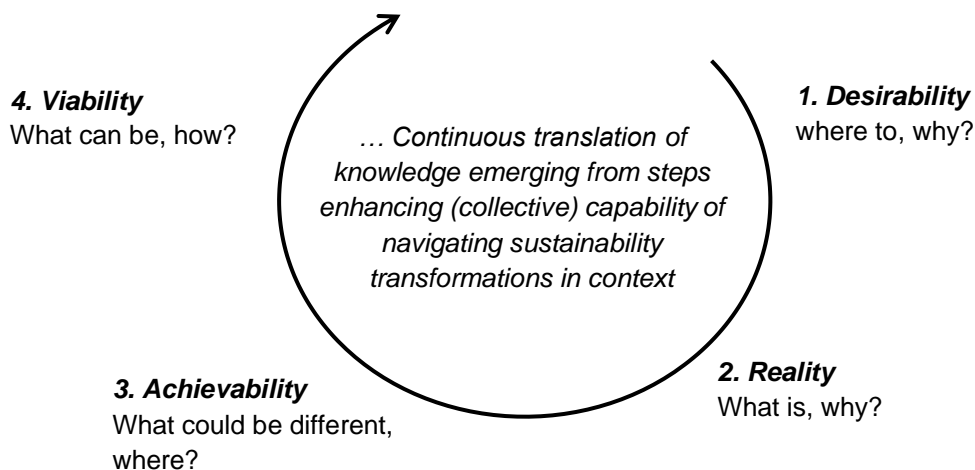 1. Desirability
where to, why?
2. Reality
What is, why?
3. Achievability
What could be different,
where?
4. Viability
What can be, how?
… Continuous translation of
knowledge emerging from steps
enhancing (collective) capability of
navigating sustainability
transformations in context